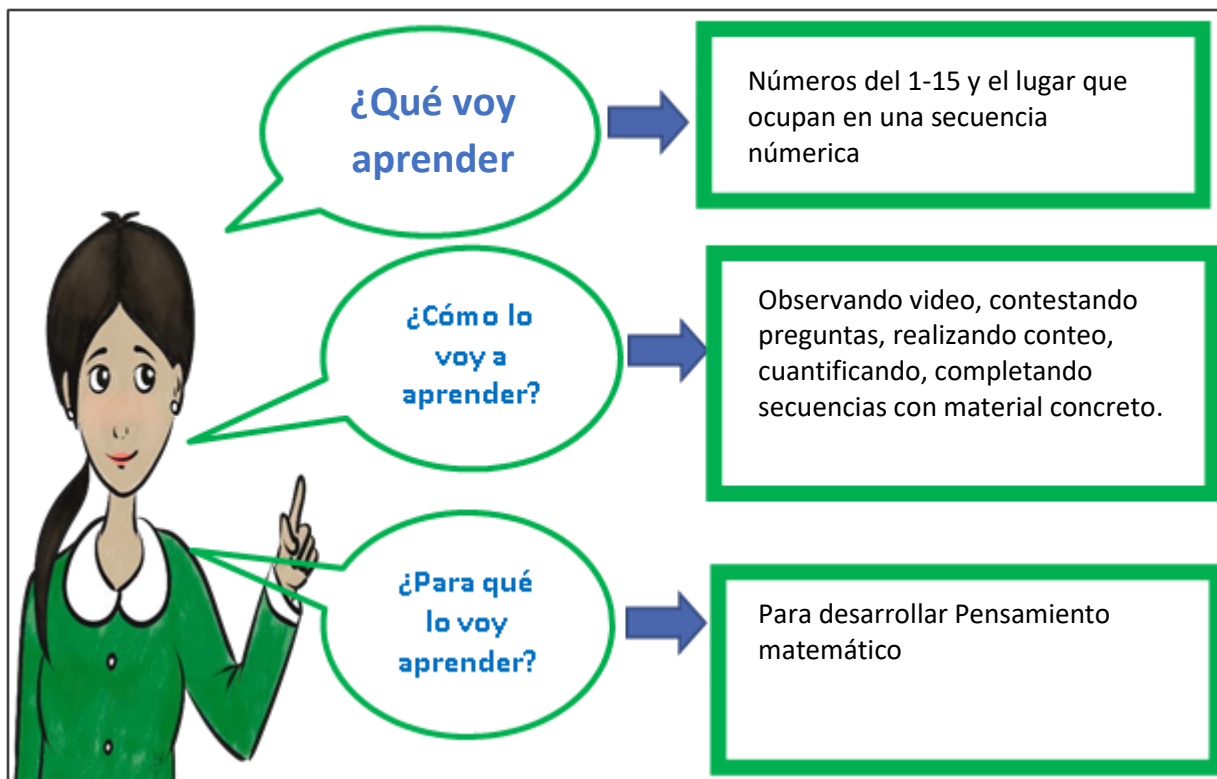 ¿Qué voy
aprender
Números del 1-15 y el lugar que
ocupan en una secuencia
númerica
¿Cómo lo
voy a
aprender?
Observando video, contestando
preguntas, realizando conteo,
cuantificando, completando
secuencias con material concreto.
¿Para qué
lo voy
aprender?
Para desarrollar Pensamiento
matemático